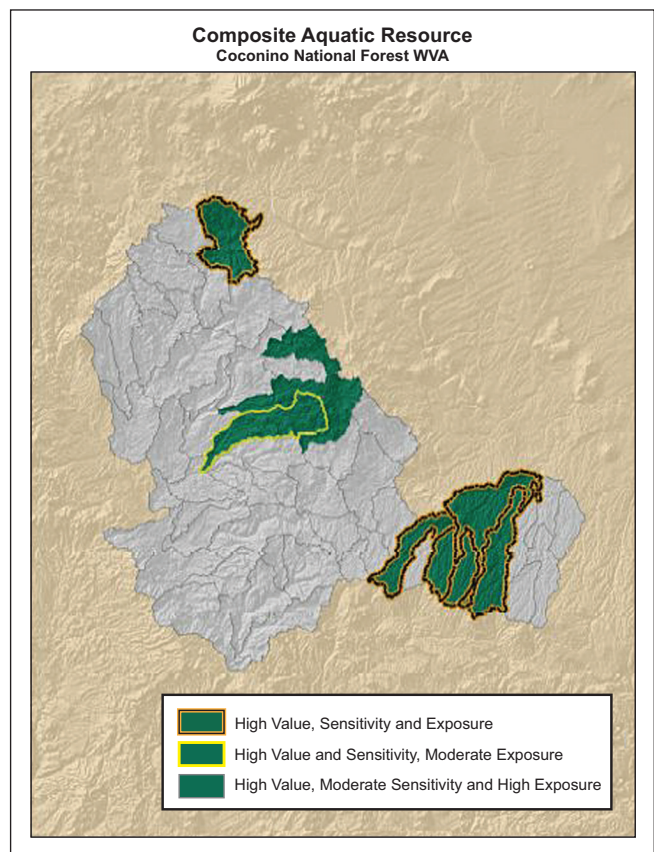 Composite Aquatic Resource
Coconino National Forest WVA
High Value, Sensitivity and Exposure
High Value and Sensitivity, Moderate Exposure
High Value, Moderate Sensitivity and High Exposure